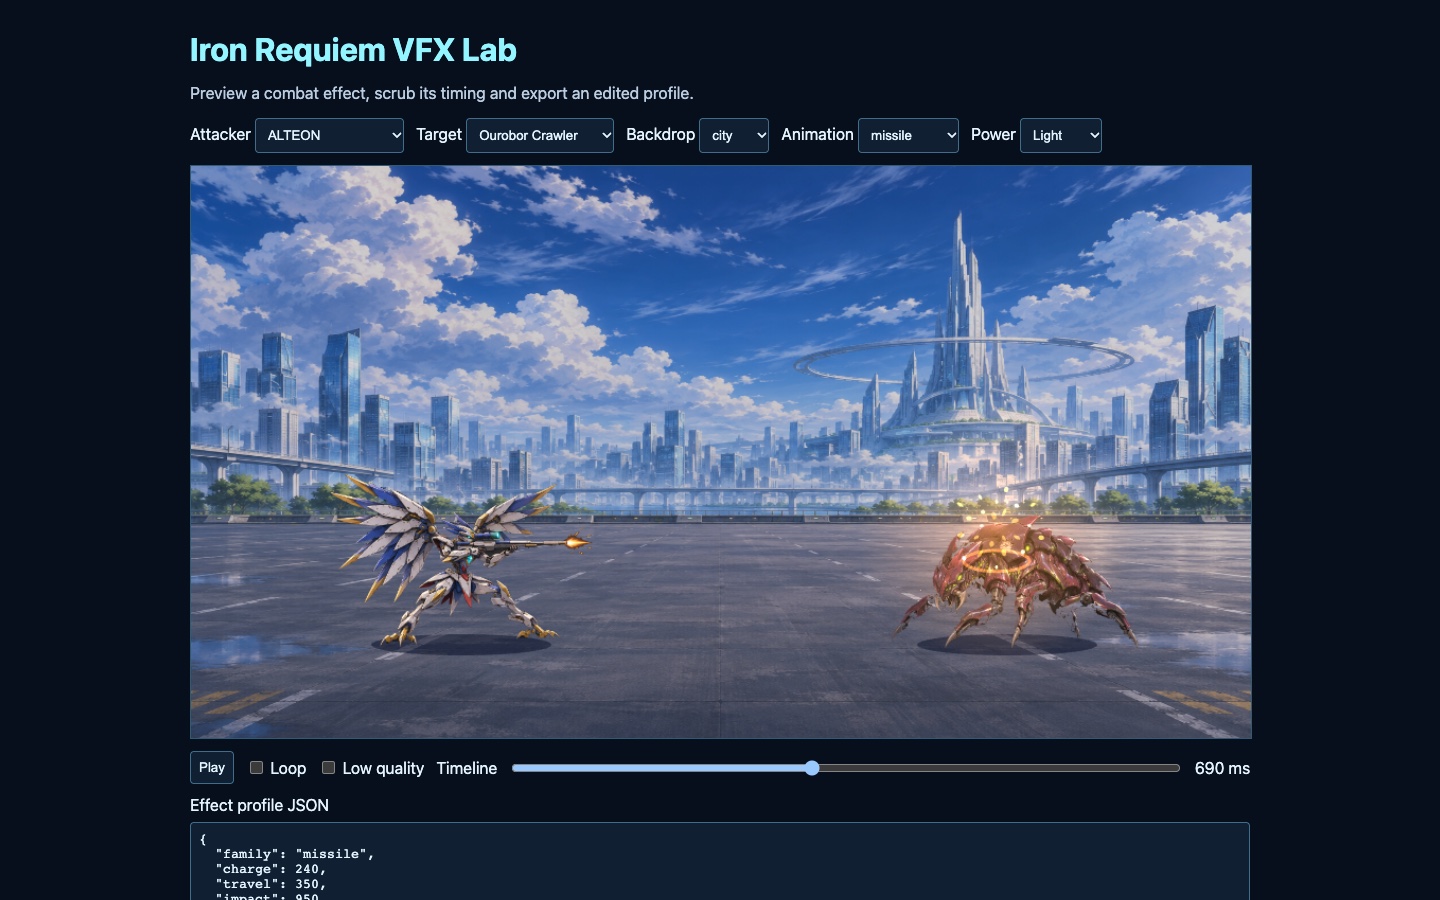 Iron Requiem VFX Lab
Preview a combat effect, scrub its timing and export an edited profile.
Attacker ALTEON Target Ourobor Crawler Backdrop city Animation missile Power Light
Play Loop Low quality Timeline 690 ms
Effect profile JSON
{
"family": "missile",
"charge": 240,
"travel": 350,
"impact": 950